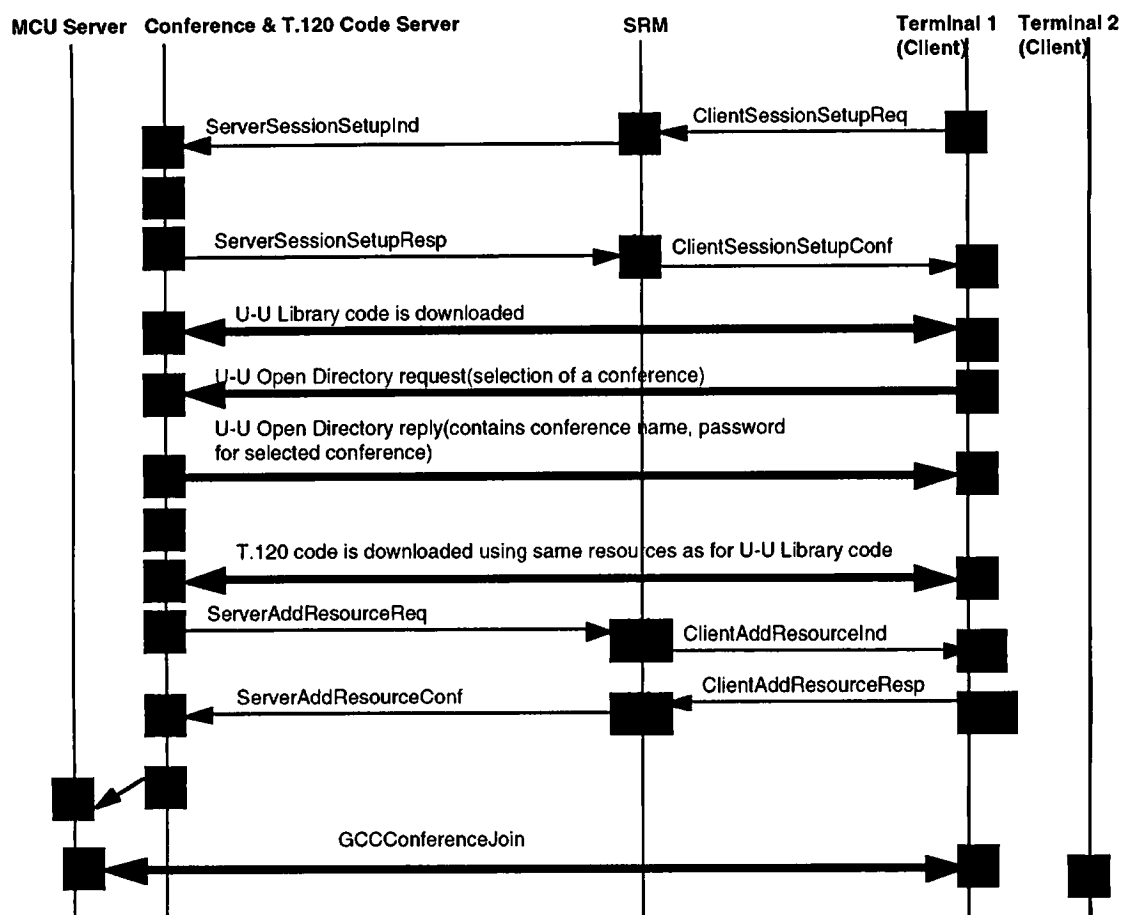 MCU Server Conference & T.120 Code Server SRM Terminal 1 Terminal 2
(Client) (Client)
ClientSessionSetupReq
ServerSessionSetupInd
ServerSessionSetupResp
ClientSessionSetupConf
U-U Library code is downloaded
U-U Open Directory request(selection of a conference)
U-U Open Directory reply(contains conference name, password
for selected conference)
T.120 code is downloaded using same resources as for U-U Library code
ServerAddResourceReq
ClientAddResourceInd
ClientAddResourceResp
ServerAddResourceConf
GCCConferenceJoin